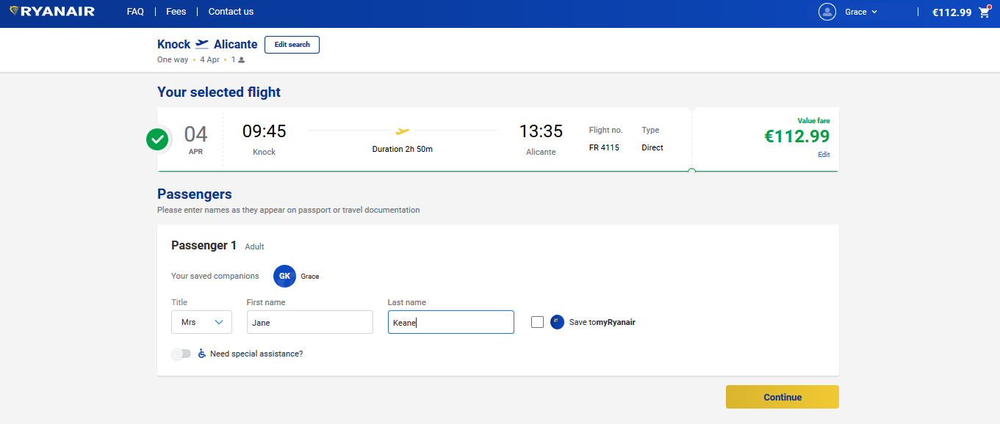 RYANAIR FAQ | Fees | Contact us Grace | €112.99
Knock Alicante Edit search
One way • 4 Apr • 1
Your selected flight
Value fare
04 09:45 13:35 Flight no. Type €112.99
APR Knock Duration 2h 50m Alicante FR 4115 Direct
Edit
Passengers
Please enter names as they appear on passport or travel documentation
Passenger 1 Adult
Your saved companions GK Grace
Title First name Last name
Mrs Jane Keane Save to myRyanair
Need special assistance?
Continue